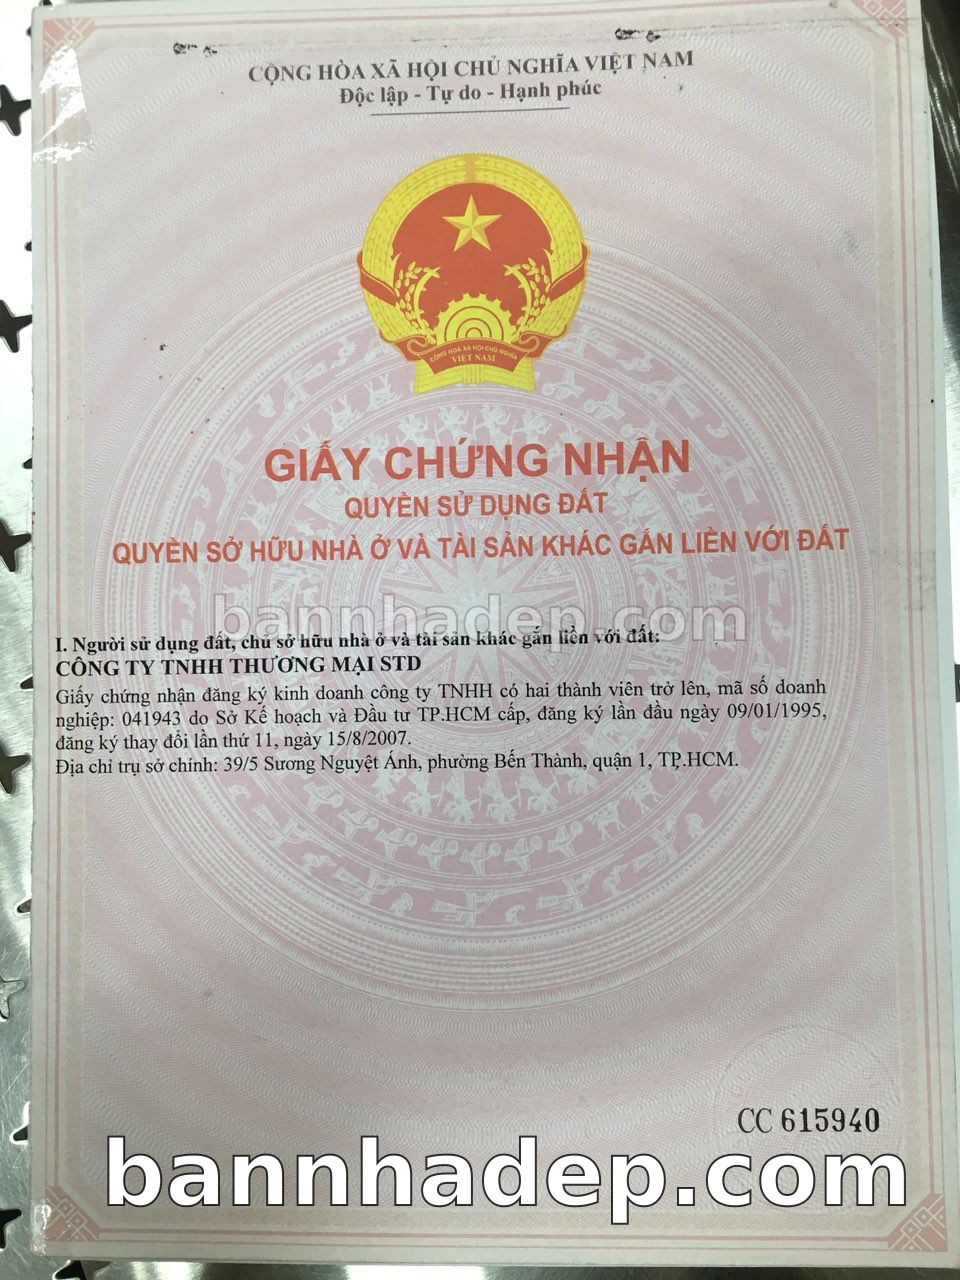 CỘNG HÒA XÃ HỘI CHỦ NGHĨA VIỆT NAM
Độc lập - Tự do - Hạnh phúc
CỘNG HOÀ XÃ HỘI CHỦ NGHĨA
VIỆT NAM
GIẤY CHỨNG NHẬN
QUYỀN SỬ DỤNG ĐẤT
QUYỀN SỞ HỮU NHÀ Ở VÀ TÀI SẢN KHÁC GẮN LIỀN VỚI ĐẤT
bannhadep.com
I. Người sử dụng đất, chủ sở hữu nhà ở và tài sản khác gắn liền với đất:
CÔNG TY TNHH THƯƠNG MẠI STD
Giấy chứng nhận đăng ký kinh doanh công ty TNHH có hai thành viên trở lên, mã số doanh
nghiệp: 041943 do Sở Kế hoạch và Đầu tư TP.HCM cấp, đăng ký lần đầu ngày 09/01/1995,
đăng ký thay đổi lần thứ 11, ngày 15/8/2007.
Địa chỉ trụ sở chính: 39/5 Sương Nguyệt Ánh, phường Bến Thành, quận 1, TP.HCM.
CC 615940
bannhadep.com